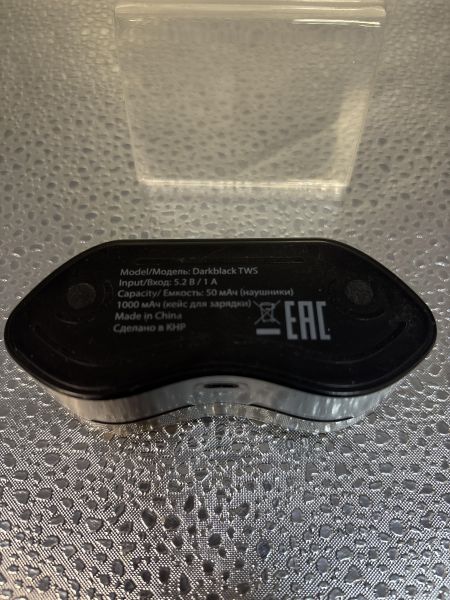 Model/Модель: Darkblack TWS
Input/Вход: 5.2 В / 1 А
Capacity/ Емкость: 50 мАч (наушники)
1000 мАч (кейс для зарядки)
Made in China
Сделано в КНР
EAC